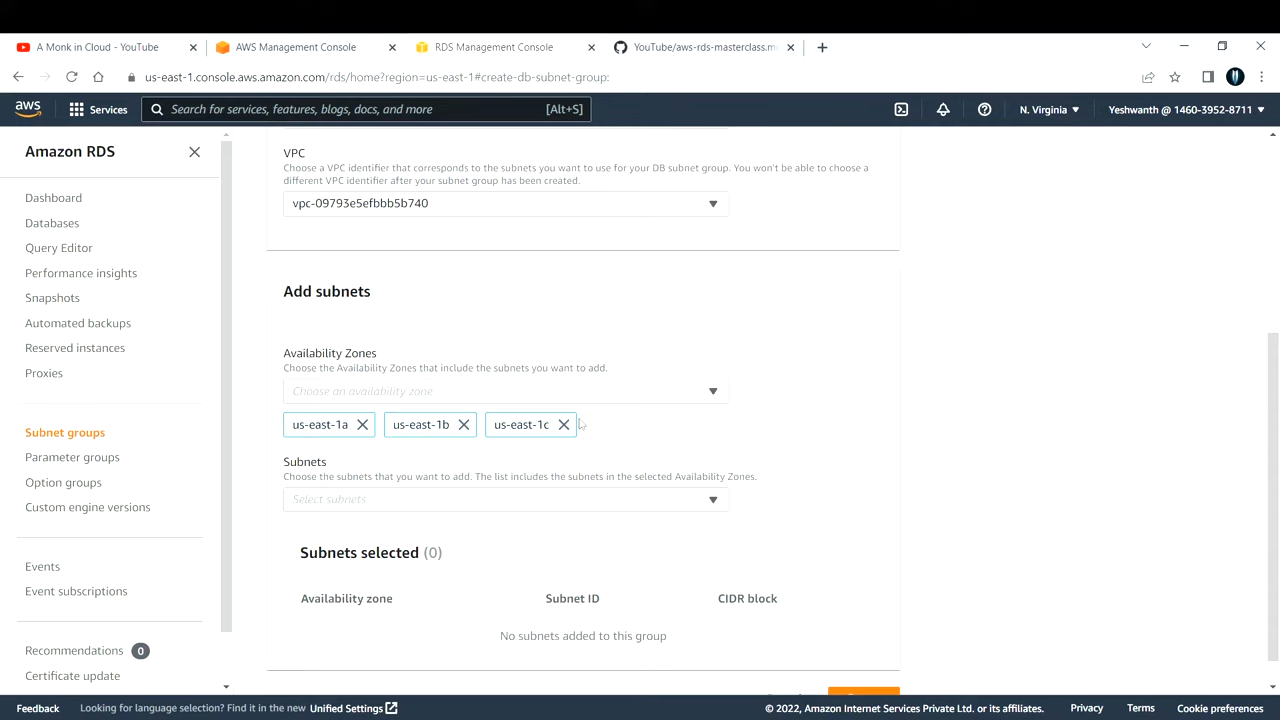 A Monk in Cloud - YouTube
AWS Management Console
RDS Management Console
YouTube/aws-rds-masterclass.m
us-east-1.console.aws.amazon.com/rds/home?region=us-east-1#create-db-subnet-group:
aws
Services
Search for services, features, blogs, docs, and more
[Alt+S]
N. Virginia
Yeshwanth @ 1460-3952-8711
Amazon RDS
Dashboard
Databases
Query Editor
Performance insights
Snapshots
Automated backups
Reserved instances
Proxies
Subnet groups
Parameter groups
Option groups
Custom engine versions
Events
Event subscriptions
Recommendations 0
Certificate update
VPC
Choose a VPC identifier that corresponds to the subnets you want to use for your DB subnet group. You won't be able to choose a
different VPC identifier after your subnet group has been created.
vpc-09793e5efbbb5b740
Add subnets
Availability Zones
Choose the Availability Zones that include the subnets you want to add.
Choose an availability zone
us-east-1a
us-east-1b
us-east-1c
Subnets
Choose the subnets that you want to add. The list includes the subnets in the selected Availability Zones.
Select subnets
Subnets selected (0)
Availability zone
Subnet ID
CIDR block
No subnets added to this group
Feedback
Looking for language selection? Find it in the new Unified Settings
© 2022, Amazon Internet Services Private Ltd. or its affiliates.
Privacy
Terms
Cookie preferences